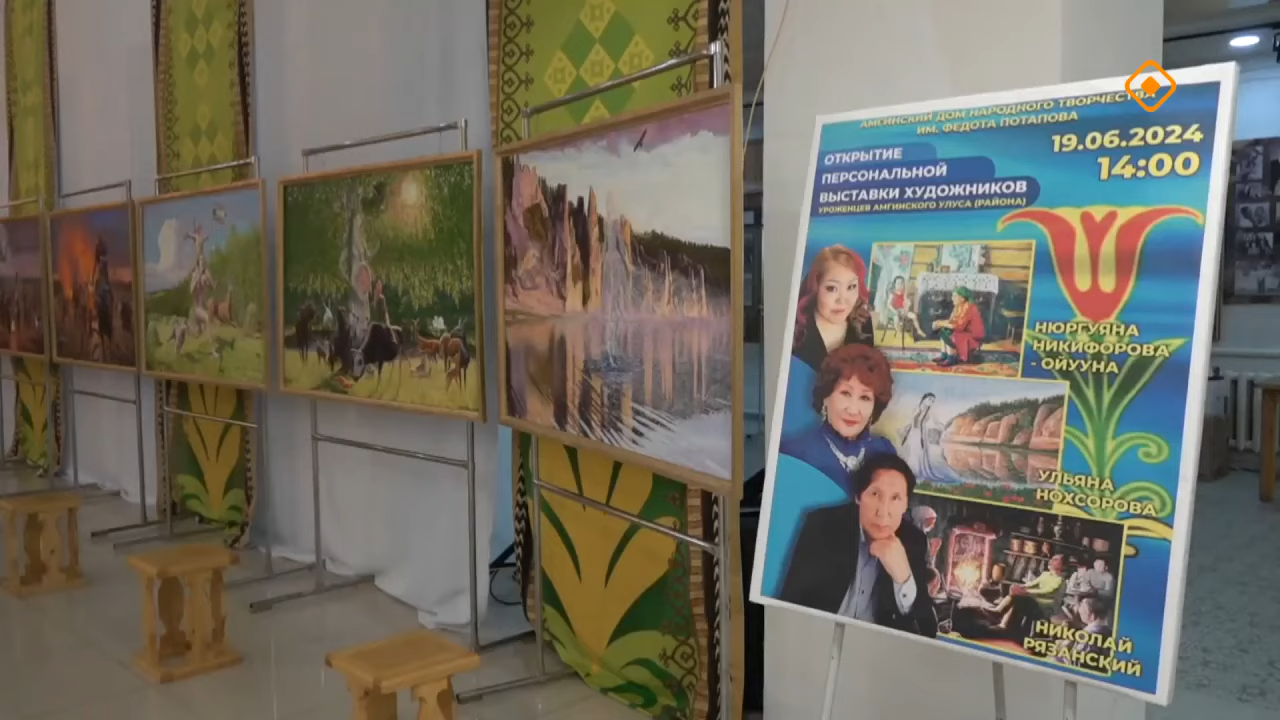 АМГИНСКИЙ ДОМ НАРОДНОГО ТВОРЧЕСТВА
ИМ. ФЕДОТА ПОТАПОВА
19.06.2024
14:00
ОТКРЫТИЕ
ПЕРСОНАЛЬНОЙ
ВЫСТАВКИ ХУДОЖНИКОВ
УРОЖЕНЦЕВ АМГИНСКОГО УЛУСА (РАЙОНА)
НЮРГУЯНА
НИКИФОРОВА
- ОЙУУНА
УЛЬЯНА
НОХСОРОВА
НИКОЛАЙ
РЯЗАНСКИЙ